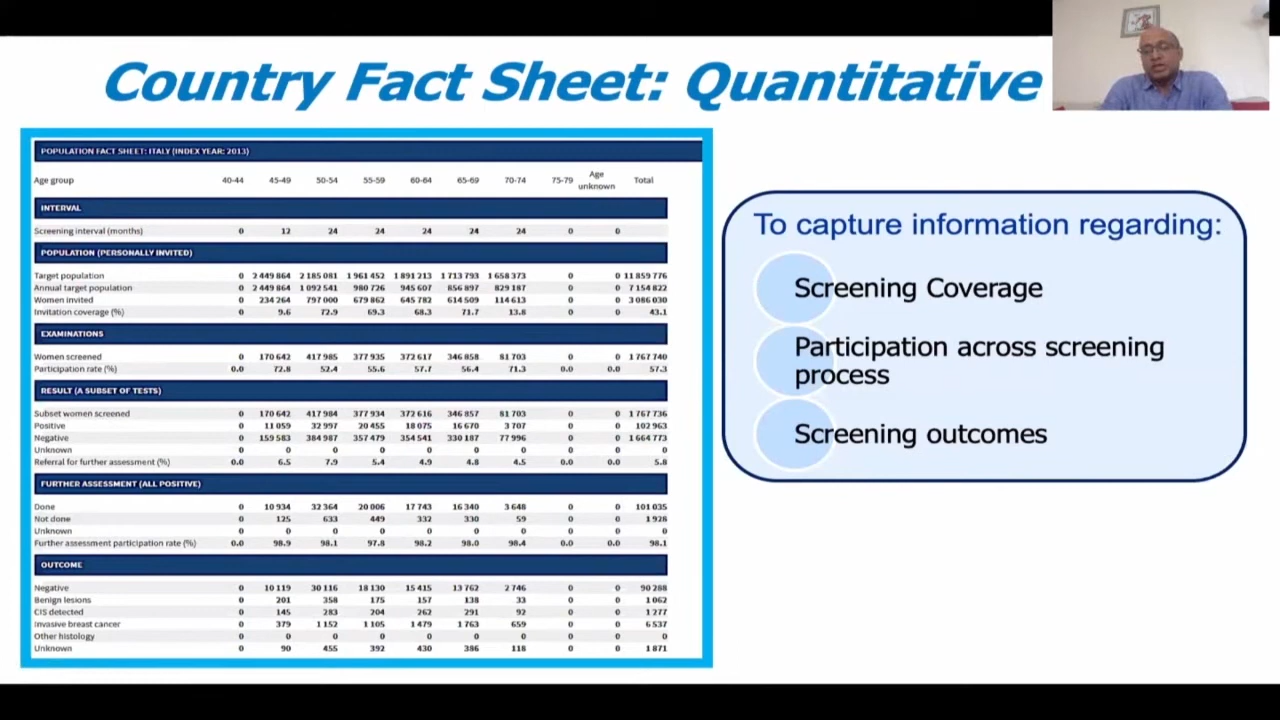 Country Fact Sheet: Quantitative
POPULATION FACT SHEET: ITALY (INDEX YEAR: 2013)
Age group 40-44 45-49 50-54 55-59 60-64 65-69 70-74 75-79 Age unknown Total
INTERVAL
Screening interval (months) 0 12 24 24 24 24 24 0 0
POPULATION (PERSONALLY INVITED)
Target population 0 2 449 864 2 185 081 1 961 452 1 891 213 1 713 793 1 658 373 0 0 11 859 776
Annual target population 0 2 449 864 1 092 541 980 726 945 607 856 897 829 187 0 0 7 154 822
Women invited 0 234 264 797 000 679 862 645 782 614 509 114 613 0 0 3 086 030
Invitation coverage (%) 0 9.6 72.9 69.3 68.3 71.7 13.8 0 0 43.1
EXAMINATIONS
Women screened 0 170 642 417 985 377 935 372 617 346 858 81 703 0 0 1 767 740
Participation rate (%) 0.0 72.8 52.4 55.6 57.7 56.4 71.3 0.0 0.0 57.3
RESULT (A SUBSET OF TESTS)
Subset women screened 0 170 642 417 984 377 934 372 616 346 857 81 703 0 0 1 767 736
Positive 0 11 059 32 997 20 455 18 075 16 670 3 707 0 0 102 963
Negative 0 159 583 384 987 357 479 354 541 330 187 77 996 0 0 1 664 773
Unknown 0 0 0 0 0 0 0 0 0 0
Referral for further assessment (%) 0.0 6.5 7.9 5.4 4.9 4.8 4.5 0.0 0.0 5.8
FURTHER ASSESSMENT (ALL POSITIVE)
Done 0 10 934 32 364 20 006 17 743 16 340 3 648 0 0 101 035
Not done 0 125 633 449 332 330 59 0 0 1 928
Unknown 0 0 0 0 0 0 0 0 0 0
Further assessment participation rate (%) 0.0 98.9 98.1 97.8 98.2 98.0 98.4 0.0 0.0 98.1
OUTCOME
Negative 0 10 119 30 116 18 130 15 415 13 762 2 746 0 0 90 288
Benign lesions 0 201 358 175 157 138 33 0 0 1 062
CIS detected 0 145 283 204 262 291 92 0 0 1 277
Invasive breast cancer 0 379 1 152 1 105 1 479 1 763 659 0 0 6 537
Other histology 0 0 0 0 0 0 0 0 0 0
Unknown 0 90 455 392 430 386 118 0 0 1 871
To capture information regarding:
Screening Coverage
Participation across screening
process
Screening outcomes